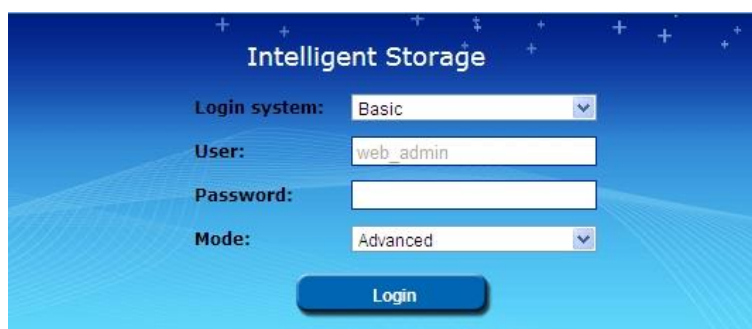 Intelligent Storage
Login system: Basic
User: web_admin
Password:
Mode: Advanced
Login